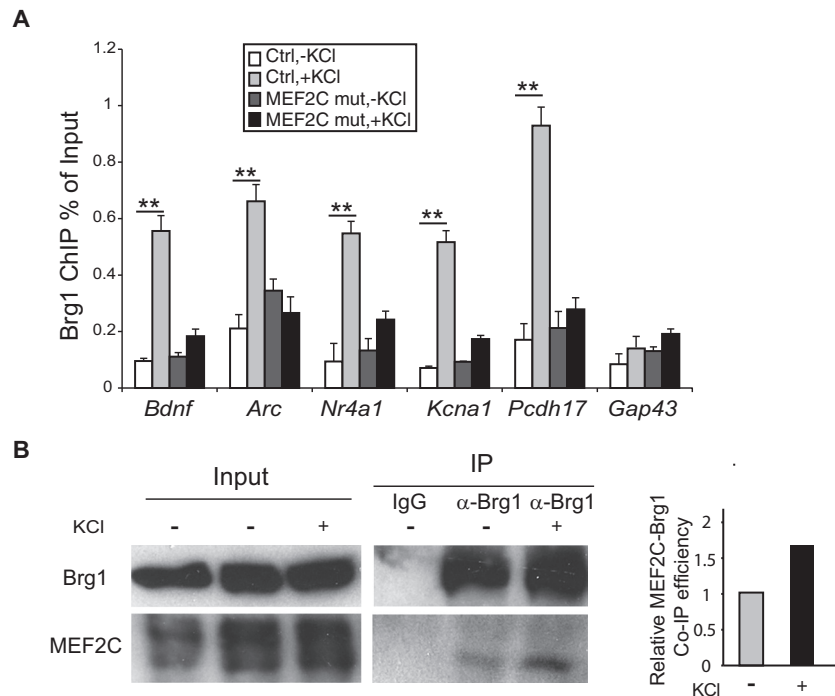 A
Ctrl,-KCl
Ctrl,+KCl
MEF2C mut,-KCl
MEF2C mut,+KCl
Brg1 ChIP % of Input
1.2
1
0.8
0.6
0.4
0.2
0
** ** ** ** **
Bdnf Arc Nr4a1 Kcna1 Pcdh17 Gap43
B
Input IP
IgG α-Brg1 α-Brg1
KCl - - + - - +
Brg1
MEF2C
Relative MEF2C-Brg1
Co-IP efficiency
2
1.5
1
0.5
0
KCl - +